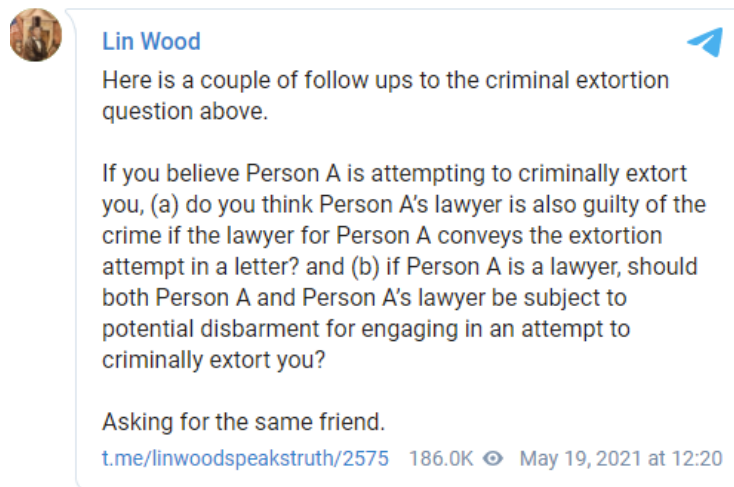 Lin Wood
Here is a couple of follow ups to the criminal extortion
question above.
If you believe Person A is attempting to criminally extort
you, (a) do you think Person A's lawyer is also guilty of the
crime if the lawyer for Person A conveys the extortion
attempt in a letter? and (b) if Person A is a lawyer, should
both Person A and Person A's lawyer be subject to
potential disbarment for engaging in an attempt to
criminally extort you?
Asking for the same friend.
t.me/linwoodspeakstruth/2575 186.0K May 19, 2021 at 12:20